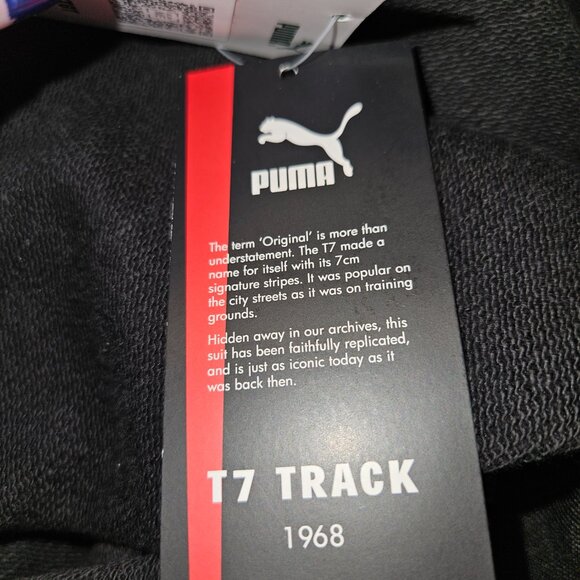 PUMA
The term 'Original' is more than
understatement. The T7 made a
name for itself with its 7cm
signature stripes. It was popular on
the city streets as it was on training
grounds.
Hidden away in our archives, this
suit has been faithfully replicated,
and is just as iconic today as it
was back then.
T7 TRACK
1968